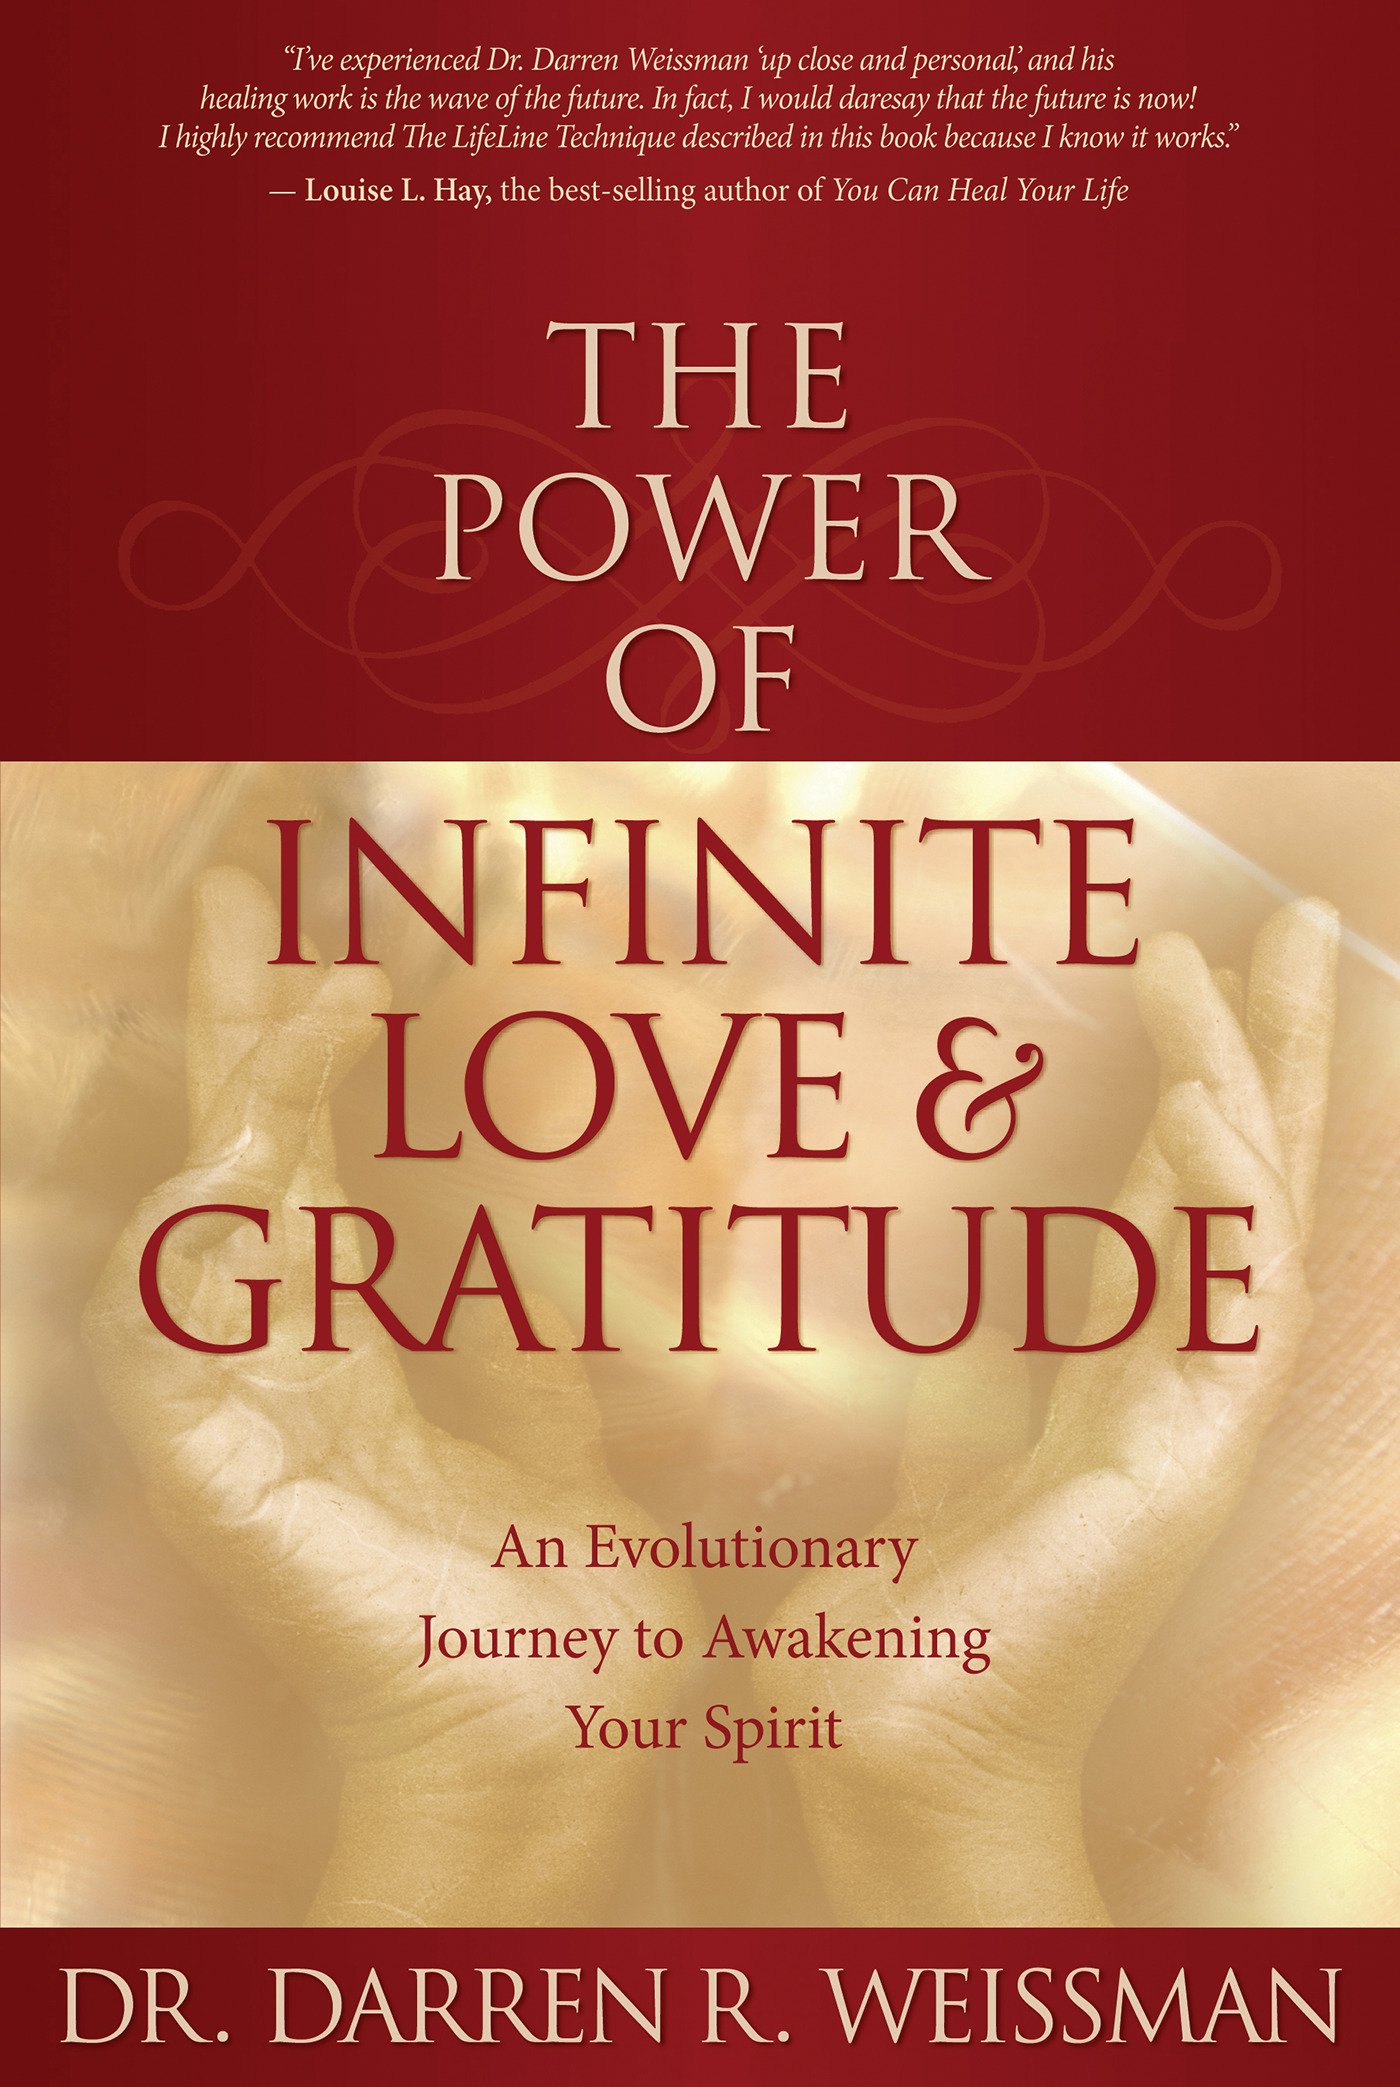 “I’ve experienced Dr. Darren Weissman ‘up close and personal,’ and his
healing work is the wave of the future. In fact, I would daresay that the future is now!
I highly recommend The LifeLine Technique described in this book because I know it works.”
— Louise L. Hay, the best-selling author of You Can Heal Your Life
THE
POWER
OF
INFINITE
LOVE &
GRATITUDE
An Evolutionary
Journey to Awakening
Your Spirit
DR. DARREN R. WEISSMAN